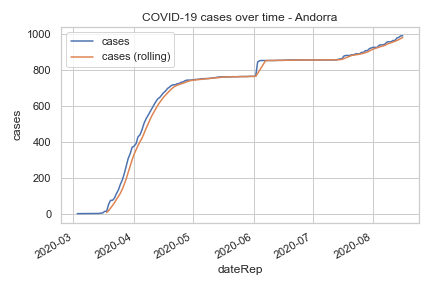 COVID-19 cases over time - Andorra
cases
cases (rolling)
1000
800
600
400
200
0
cases
2020-03
2020-04
2020-05
2020-06
2020-07
2020-08
dateRep